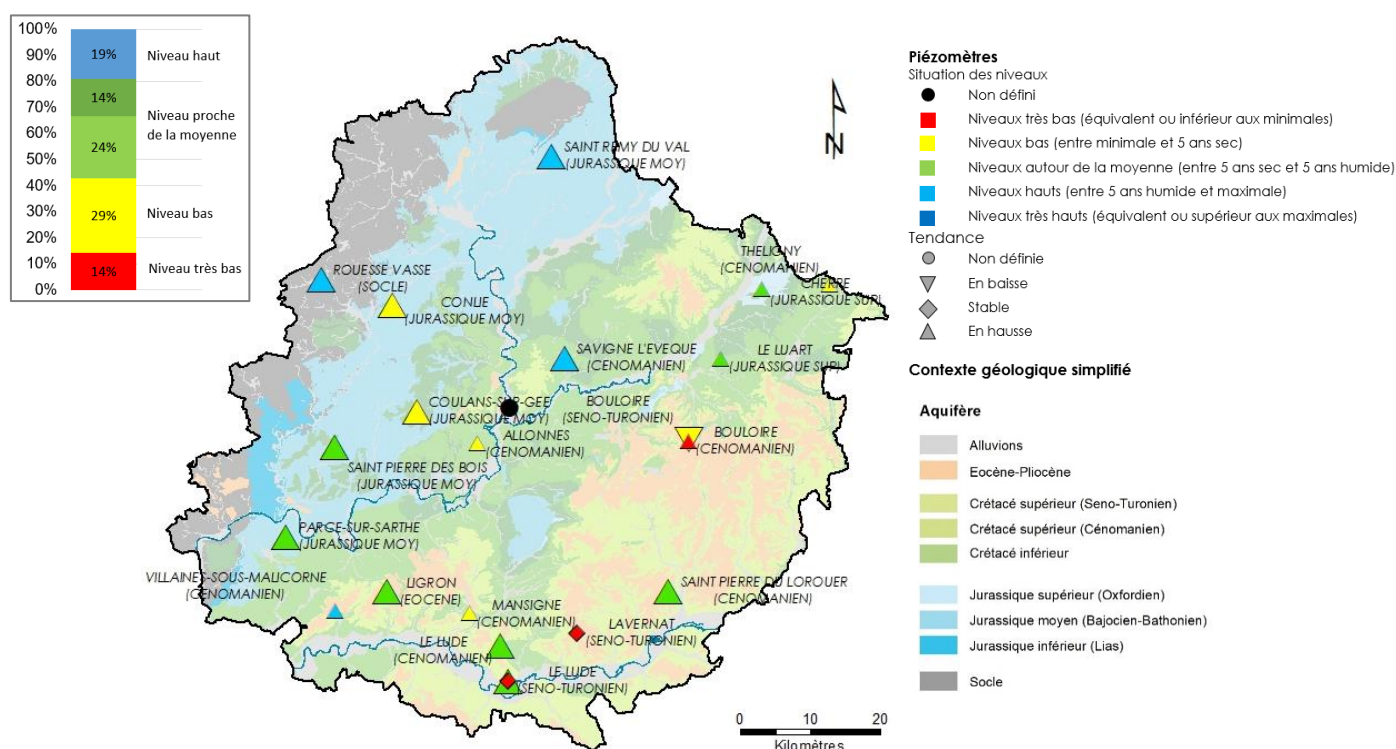 100%
90%
80%
70%
60%
50%
40%
30%
20%
10%
0%
19%
14%
24%
29%
14%
Niveau haut
Niveau proche
de la moyenne
Niveau bas
Niveau très bas
SAINT REMY DU VAL
(JURASSIQUE MOY)
THELIGNY
(CENOMANIEN)
ROUESSE VASSE
(SOCLE)
CHERRE
(JURASSIQUE SUP)
CONLIE
(JURASSIQUE MOY)
SAVIGNE L'EVEQUE
(CENOMANIEN)
LE LUART
(JURASSIQUE SUP)
COULANS-SUR-GEE
(JURASSIQUE MOY)
BOULOIRE
(SENO-TURONIEN)
ALLONNES
(CENOMANIEN)
BOULOIRE
(CENOMANIEN)
SAINT PIERRE DES BOIS
(JURASSIQUE MOY)
PARCE-SUR-SARTHE
(JURASSIQUE MOY)
VILLAINES-SOUS-MALICORNE
(CENOMANIEN)
LIGRON
(EOCENE)
SAINT PIERRE DU LOROUER
(CENOMANIEN)
MANSIGNE
(CENOMANIEN)
LAVERNAT
(SENO-TURONIEN)
LE LUDE
(CENOMANIEN)
LE LUDE
(SENO-TURONIEN)
N
0 10 20
Kilomètres
Piézomètres
Situation des niveaux
Non défini
Niveaux très bas (équivalent ou inférieur aux minimales)
Niveaux bas (entre minimale et 5 ans sec)
Niveaux autour de la moyenne (entre 5 ans sec et 5 ans humide)
Niveaux hauts (entre 5 ans humide et maximale)
Niveaux très hauts (équivalent ou supérieur aux maximales)
Tendance
Non définie
En baisse
Stable
En hausse
Contexte géologique simplifié
Aquifère
Alluvions
Eocène-Pliocène
Crétacé supérieur (Seno-Turonien)
Crétacé supérieur (Cénomanien)
Crétacé inférieur
Jurassique supérieur (Oxfordien)
Jurassique moyen (Bajocien-Bathonien)
Jurassique inférieur (Lias)
Socle